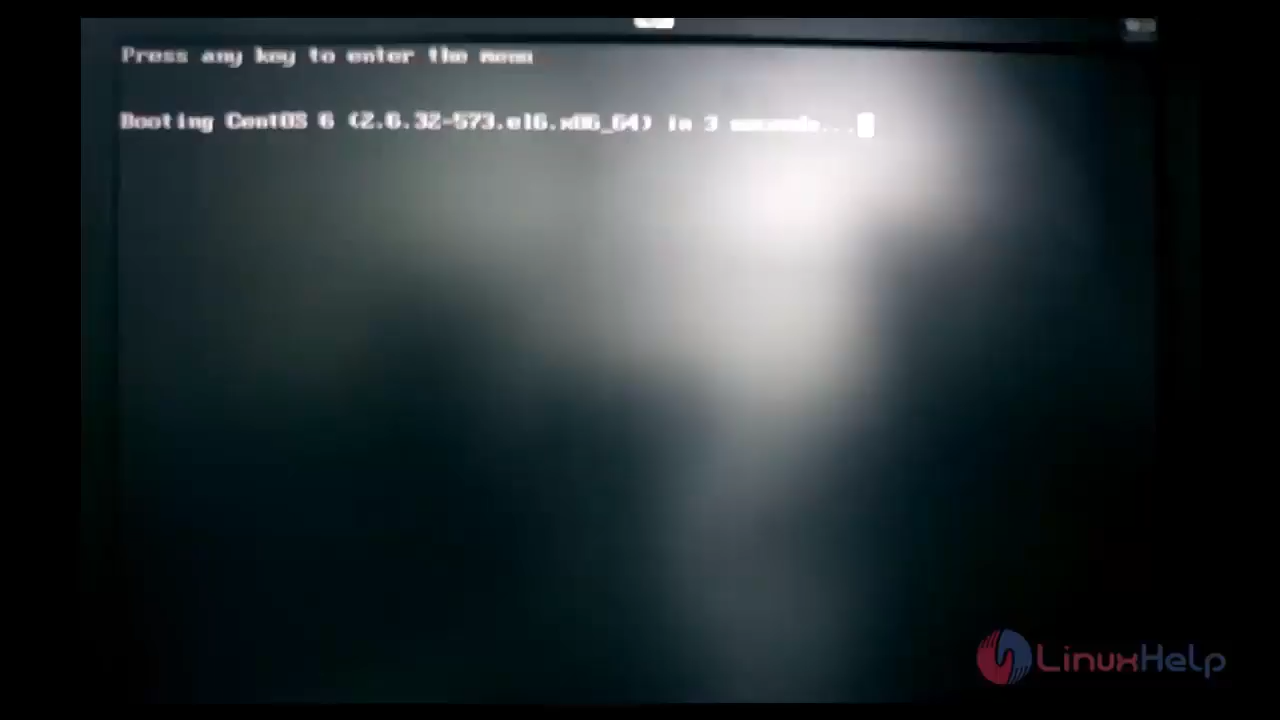 Press any key to enter the menu
Booting CentOS 6 (2.6.32-573.el6.x86_64) in 3 seconds...
LinuxHelp